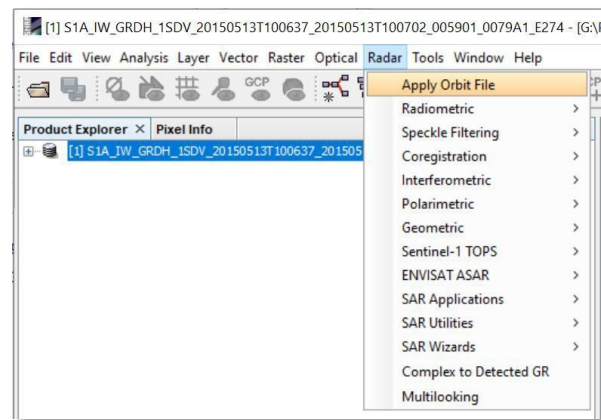 [1] S1A_IW_GRDH_1SDV_20150513T100637_20150513T100702_005901_0079A1_E274 - [G:\
File Edit View Analysis Layer Vector Raster Optical Radar Tools Window Help
GCP
Apply Orbit File
Radiometric >
Product Explorer × Pixel Info
Speckle Filtering >
[1] S1A_IW_GRDH_1SDV_20150513T100637_201505
Coregistration >
Interferometric >
Polarimetric >
Geometric >
Sentinel-1 TOPS >
ENVISAT ASAR >
SAR Applications >
SAR Utilities >
SAR Wizards >
Complex to Detected GR
Multilooking